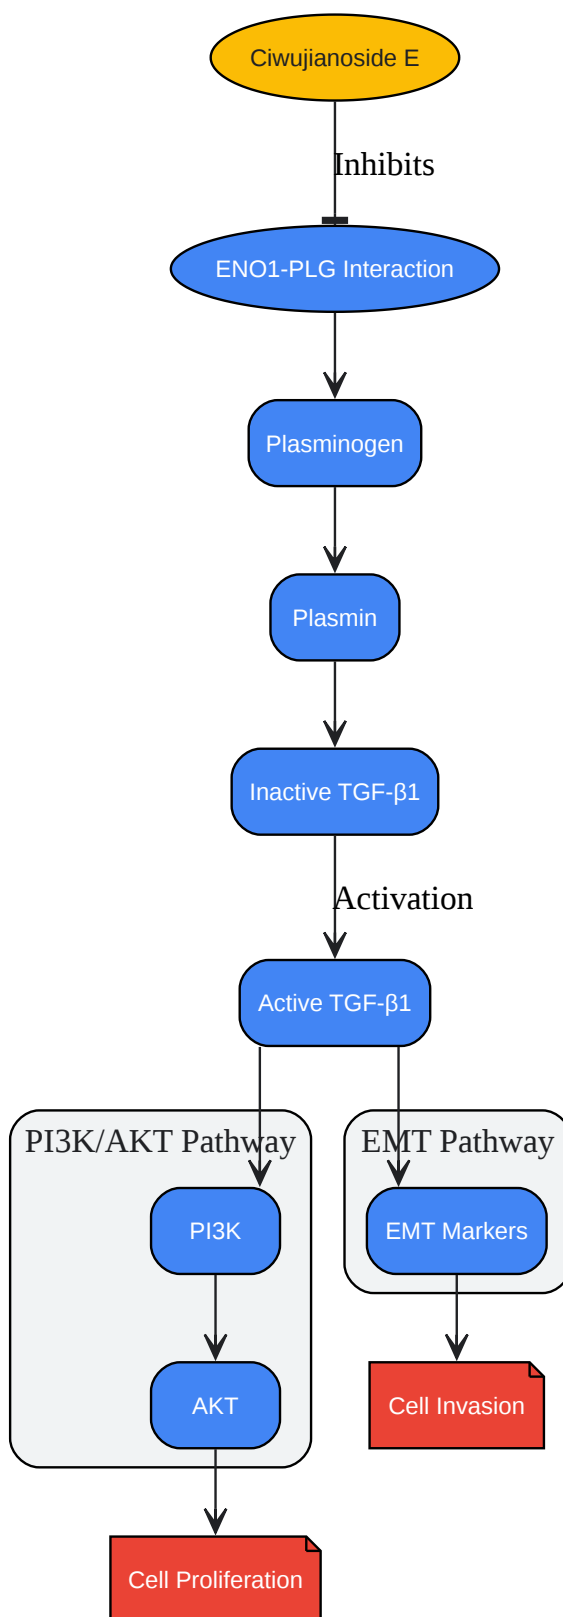 Ciwujianoside E
Inhibits
ENO1-PLG Interaction
Plasminogen
Plasmin
Inactive TGF-β1
Activation
Active TGF-β1
PI3K/AKT Pathway
EMT Pathway
PI3K
EMT Markers
AKT
Cell Invasion
Cell Proliferation